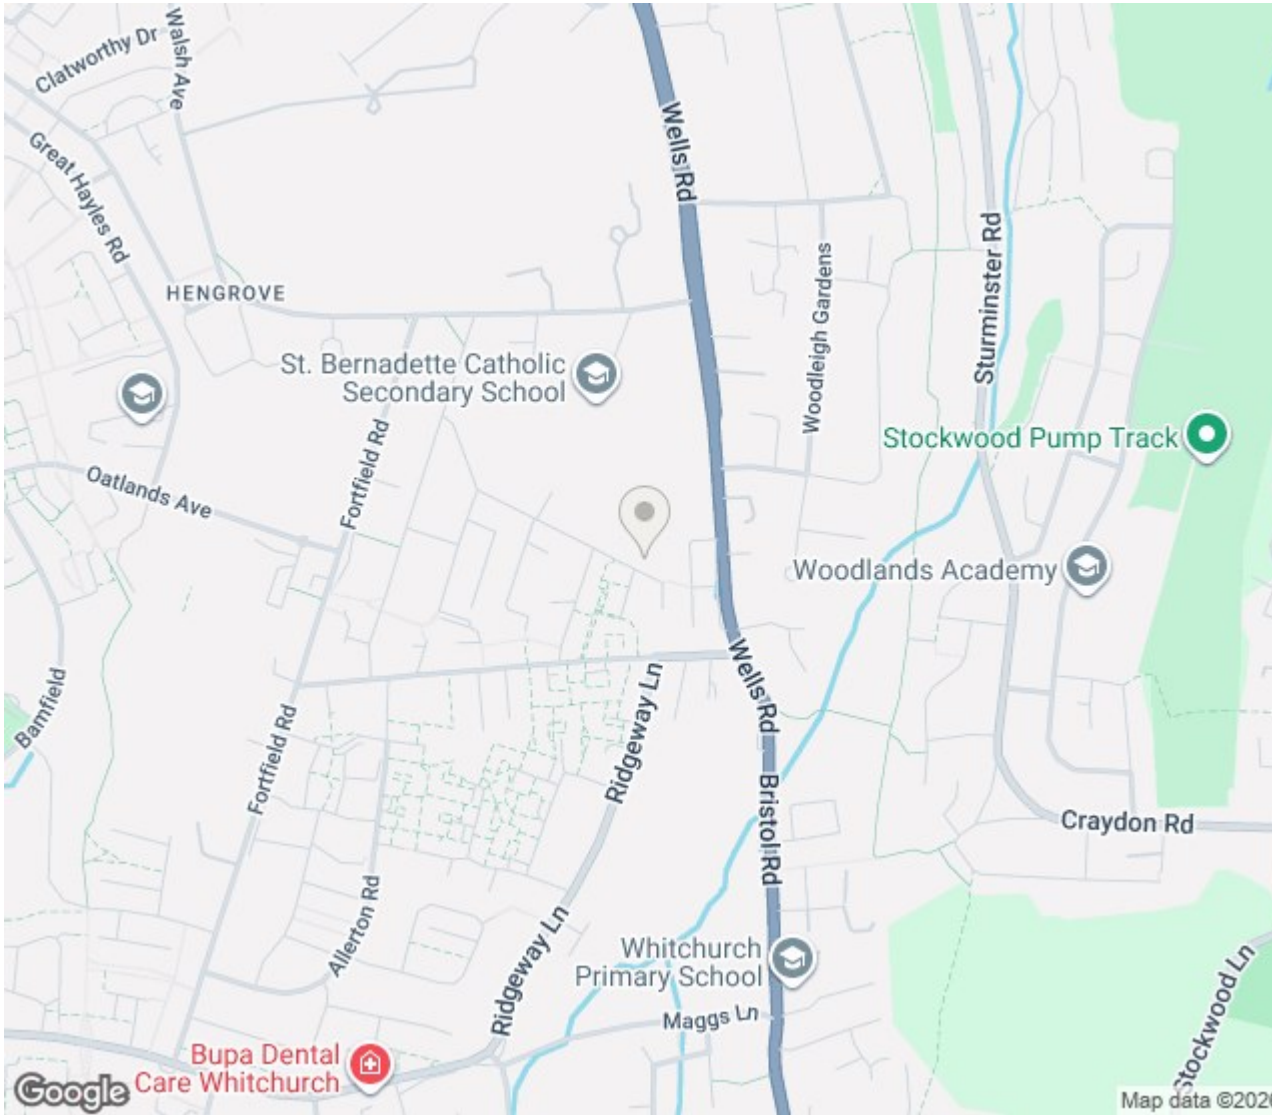 Clatworthy Dr
Walsh Ave
Great Hayles Rd
Wells Rd
HENGROVE
St. Bernadette Catholic
Secondary School
Woodleigh Gardens
Sturminster Rd
Stockwood Pump Track
Fortfield Rd
Oatlands Ave
Woodlands Academy
Bamfield
Fortfield Rd
Ridgeway Ln
Wells Rd
Bristol Rd
Craydon Rd
Allerton Rd
Ridgeway Ln
Whitchurch
Primary School
Maggs Ln
Stockwood Ln
Bupa Dental
Care Whitchurch
Google
Map data ©2026